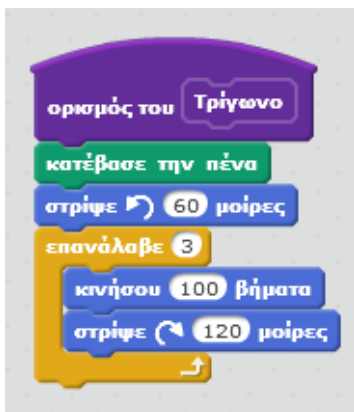 ορισμός του Τρίγωνο
κατέβασε την πένα
στρίψε 60 μοίρες
επανάλαβε 3
κινήσου 100 βήματα
στρίψε 120 μοίρες